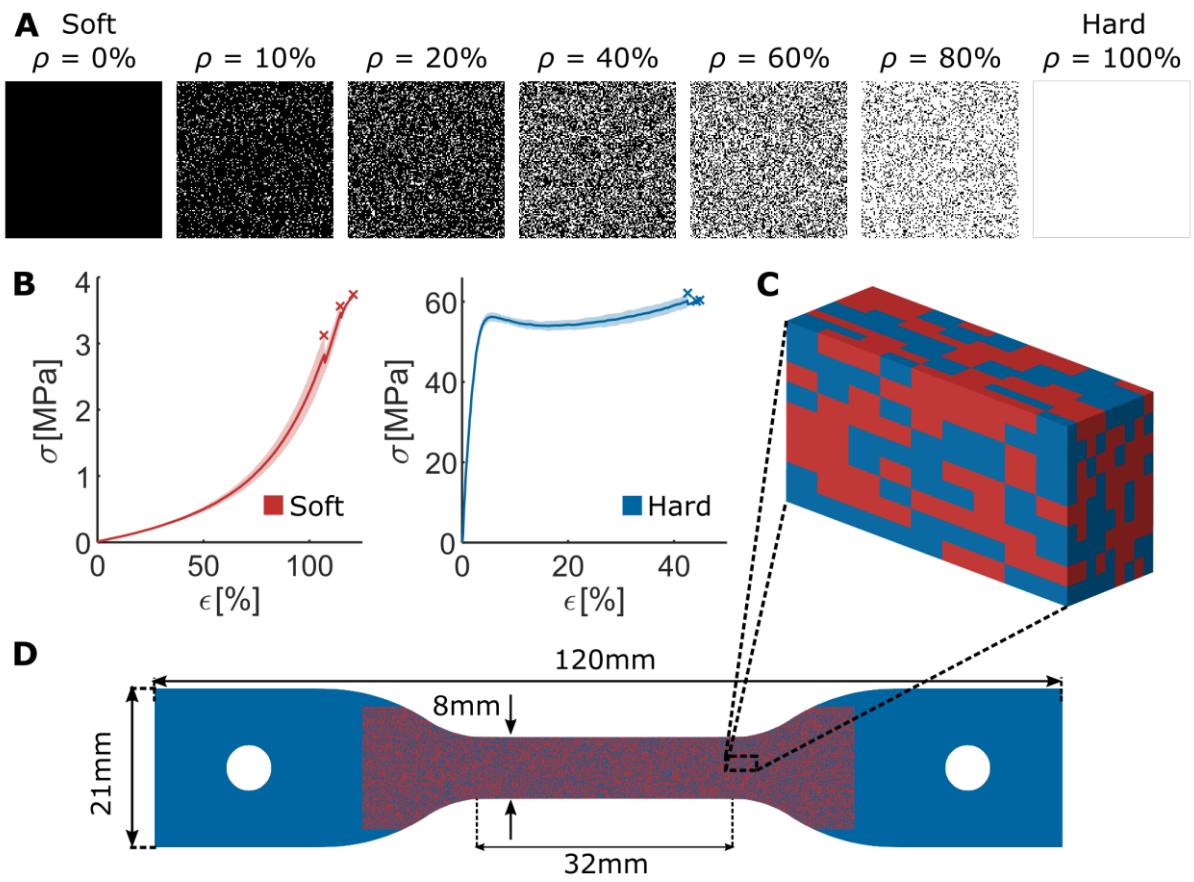 A Soft Hard
ρ = 0% ρ = 10% ρ = 20% ρ = 40% ρ = 60% ρ = 80% ρ = 100%
B
4
3
2
1
0
σ[MPa]
0 50 100
ϵ[%]
Soft
60
40
20
0
σ[MPa]
0 20 40
ϵ[%]
Hard
C
D
120mm
8mm
21mm
32mm